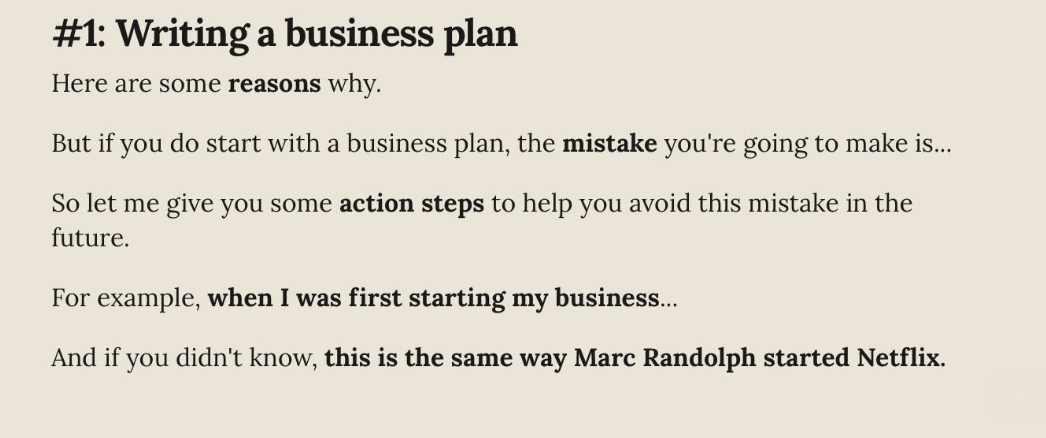 #1: Writing a business plan
Here are some reasons why.
But if you do start with a business plan, the mistake you're going to make is...
So let me give you some action steps to help you avoid this mistake in the
future.
For example, when I was first starting my business...
And if you didn't know, this is the same way Marc Randolph started Netflix.